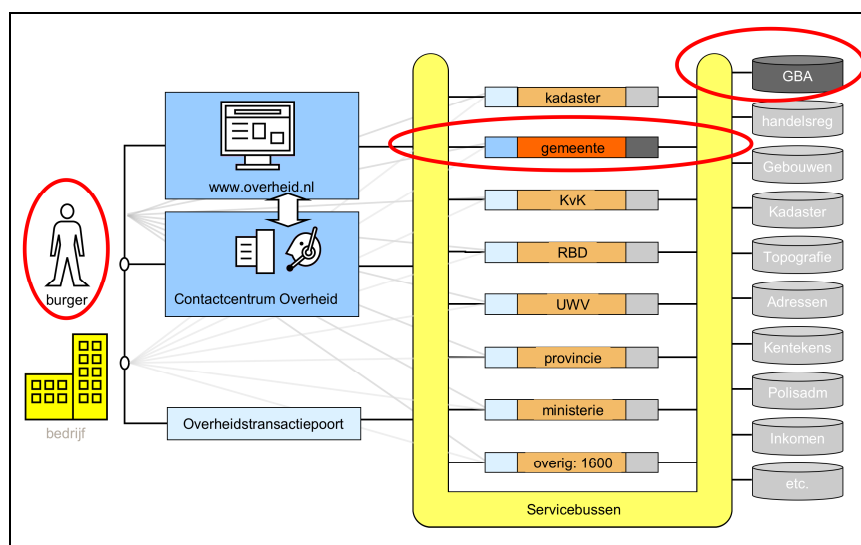 www.overheid.nl
Contactcentrum Overheid
burger
bedrijf
Overheidstransactiepoort
kadaster
gemeente
KvK
RBD
UWV
provincie
ministerie
overig: 1600
Servicebussen
GBA
handelsreg
Gebouwen
Kadaster
Topografie
Adressen
Kentekens
Polisadm
Inkomen
etc.